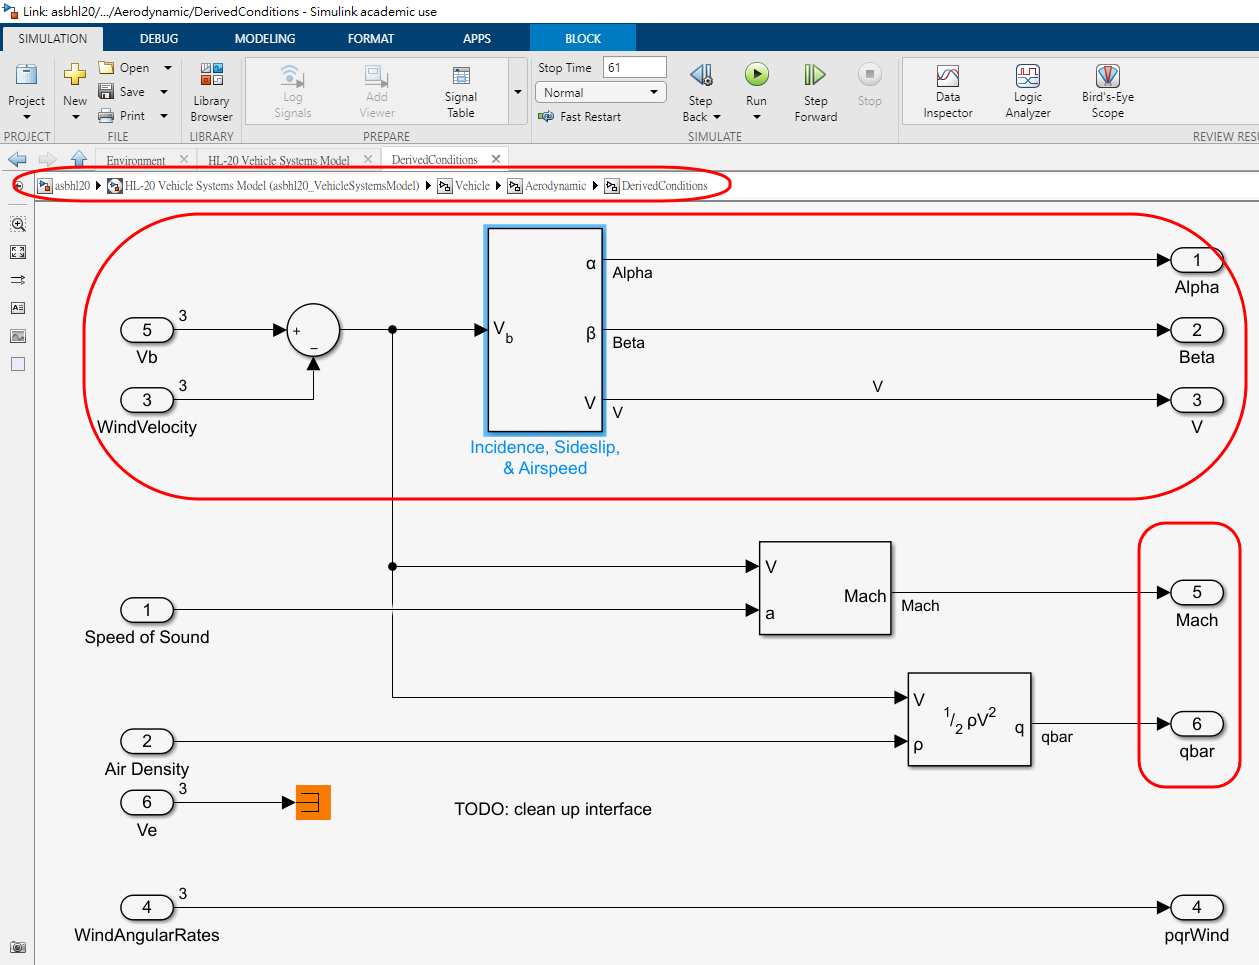 Link: asbhl20/.../Aerodynamic/DerivedConditions - Simulink academic use
SIMULATION DEBUG MODELING FORMAT APPS BLOCK
Project
PROJECT
New
Open
Save
Print
FILE
Library
Browser
LIBRARY
Log
Signals
Add
Viewer
Signal
Table
PREPARE
Stop Time 61
Normal
Fast Restart
Step
Back
Run
Step
Forward
Stop
SIMULATE
Data
Inspector
Logic
Analyzer
Bird's-Eye
Scope
REVIEW RESU
Environment HL-20 Vehicle Systems Model DerivedConditions
asbhl20 HL-20 Vehicle Systems Model (asbhl20_VehicleSystemsModel) Vehicle Aerodynamic DerivedConditions
α
Alpha
1
Alpha
5
3
Vb
+
−
Vb
β
Beta
2
Beta
3
3
WindVelocity
V
V
V
3
V
Incidence, Sideslip,
& Airspeed
1
Speed of Sound
V
a
Mach
Mach
5
Mach
V
ρ
1/2 ρV2
q
qbar
6
qbar
2
Air Density
6
3
Ve
TODO: clean up interface
4
3
WindAngularRates
4
pqrWind